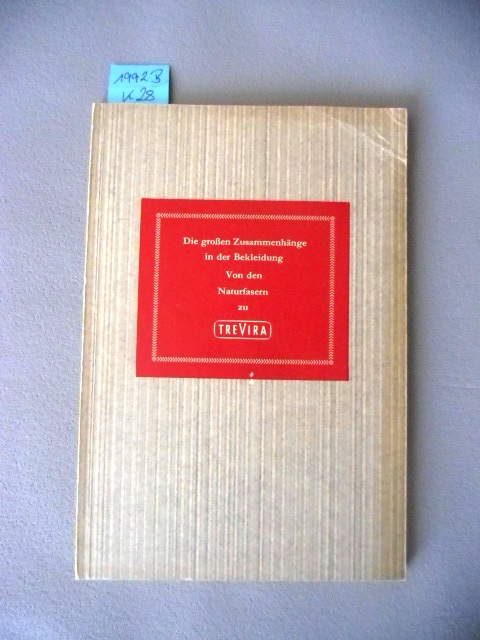 1992 B
K 28
Die großen Zusammenhänge
in der Bekleidung
Von den
Naturfasern
zu
TREVIRA